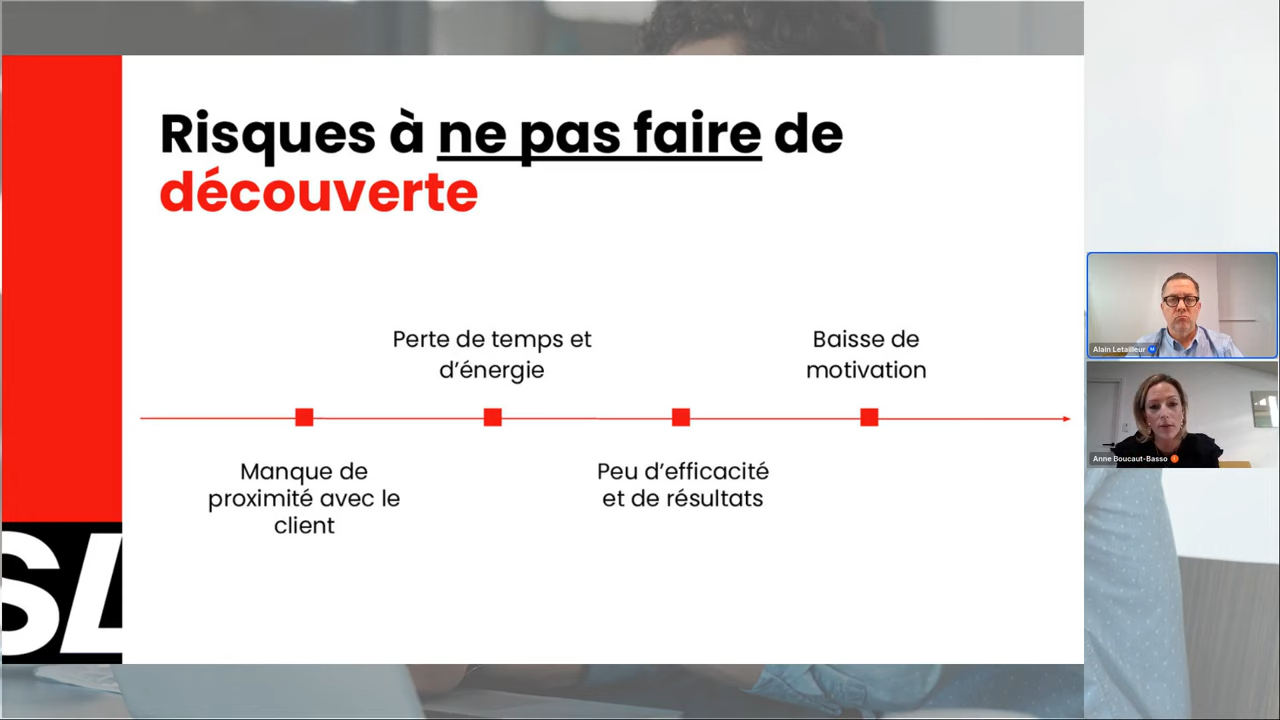 Risques à ne pas faire de
découverte
Perte de temps et
d’énergie
Baisse de
motivation
Manque de
proximité avec le
client
Peu d’efficacité
et de résultats
SL
Alain Letailleur M
Anne Boucaut-Basso